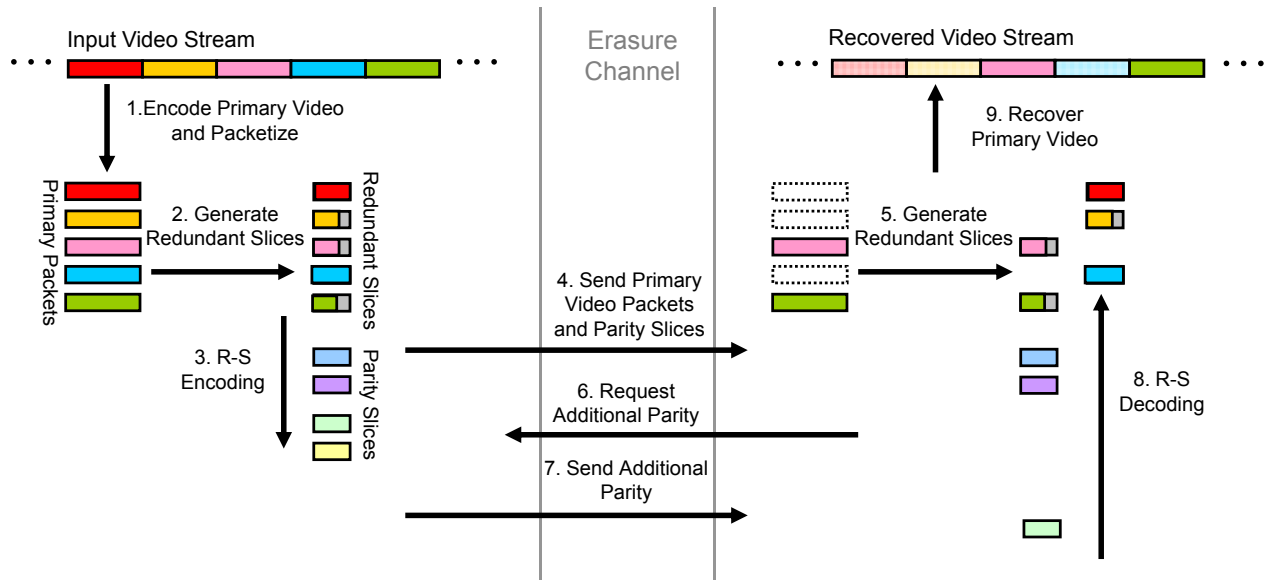 Input Video Stream
Erasure
Channel
Recovered Video Stream
1.Encode Primary Video
and Packetize
9. Recover
Primary Video
Primary Packets
2. Generate
Redundant Slices
Redundant Slices
5. Generate
Redundant Slices
4. Send Primary
Video Packets
and Parity Slices
3. R-S
Encoding
Parity Slices
6. Request
Additional Parity
8. R-S
Decoding
7. Send Additional
Parity